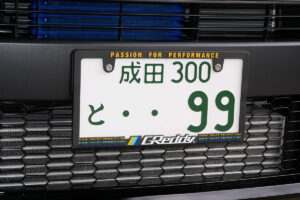 PASSION FOR PERFORMANCE
成田 300
と ・・99
GReddy